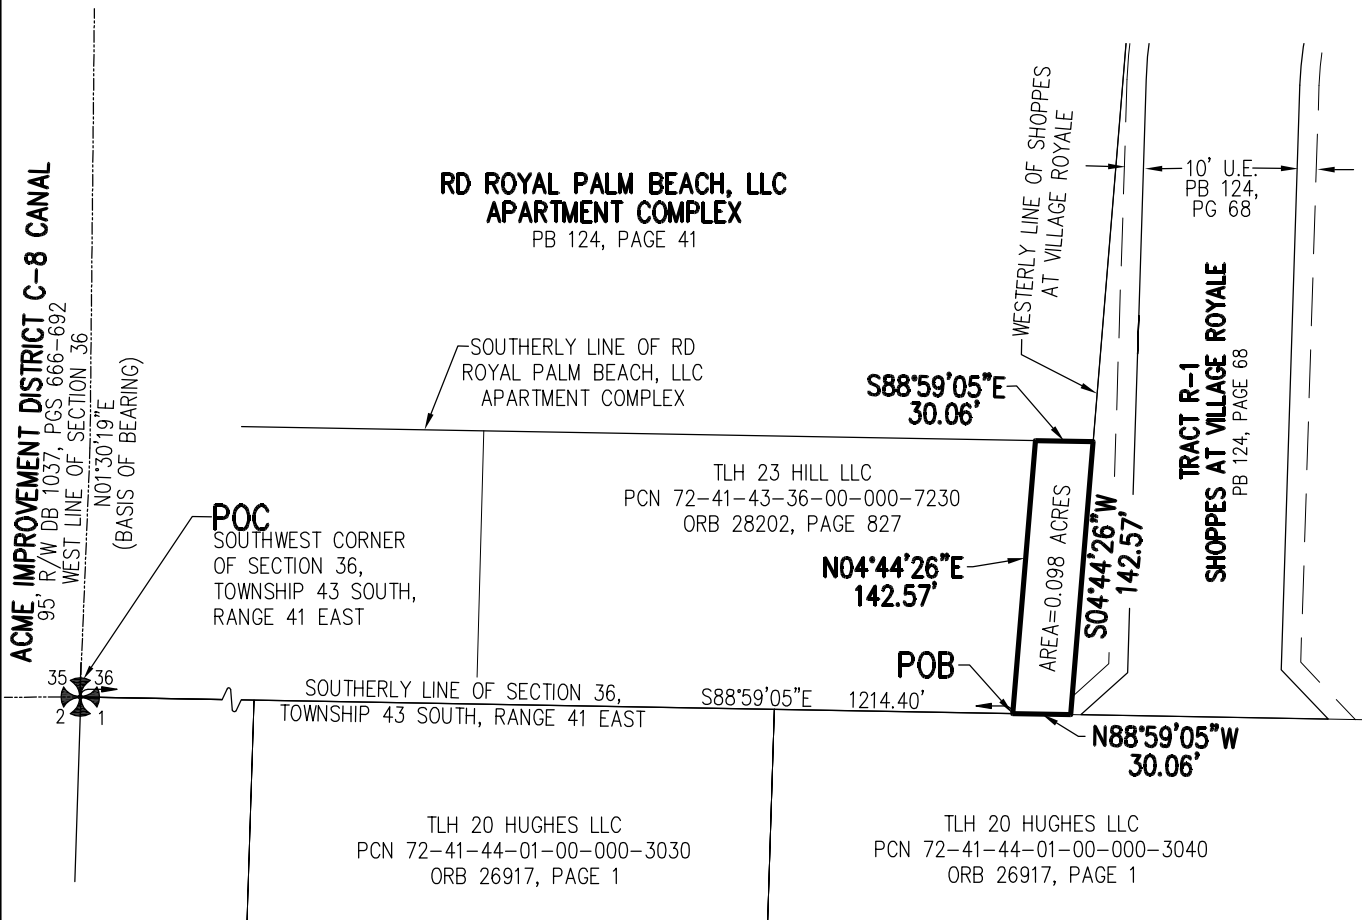 ACME IMPROVEMENT DISTRICT C-8 CANAL
95' R/W DB 1037, PGS 666-692
WEST LINE OF SECTION 36
N01°30'19"E
(BASIS OF BEARING)
RD ROYAL PALM BEACH, LLC
APARTMENT COMPLEX
PB 124, PAGE 41
WESTERLY LINE OF SHOPPES
AT VILLAGE ROYALE
10' U.E.
PB 124,
PG 68
TRACT R-1
SHOPPES AT VILLAGE ROYALE
PB 124, PAGE 68
SOUTHERLY LINE OF RD
ROYAL PALM BEACH, LLC
APARTMENT COMPLEX
S88°59'05"E
30.06'
TLH 23 HILL LLC
PCN 72-41-43-36-00-000-7230
ORB 28202, PAGE 827
POC
SOUTHWEST CORNER
OF SECTION 36,
TOWNSHIP 43 SOUTH,
RANGE 41 EAST
N04°44'26"E
142.57'
AREA=0.098 ACRES
S04°44'26"W
142.57'
POB
35 36
2 1
SOUTHERLY LINE OF SECTION 36,
TOWNSHIP 43 SOUTH, RANGE 41 EAST
S88°59'05"E 1214.40'
N88°59'05"W
30.06'
TLH 20 HUGHES LLC
PCN 72-41-44-01-00-000-3030
ORB 26917, PAGE 1
TLH 20 HUGHES LLC
PCN 72-41-44-01-00-000-3040
ORB 26917, PAGE 1